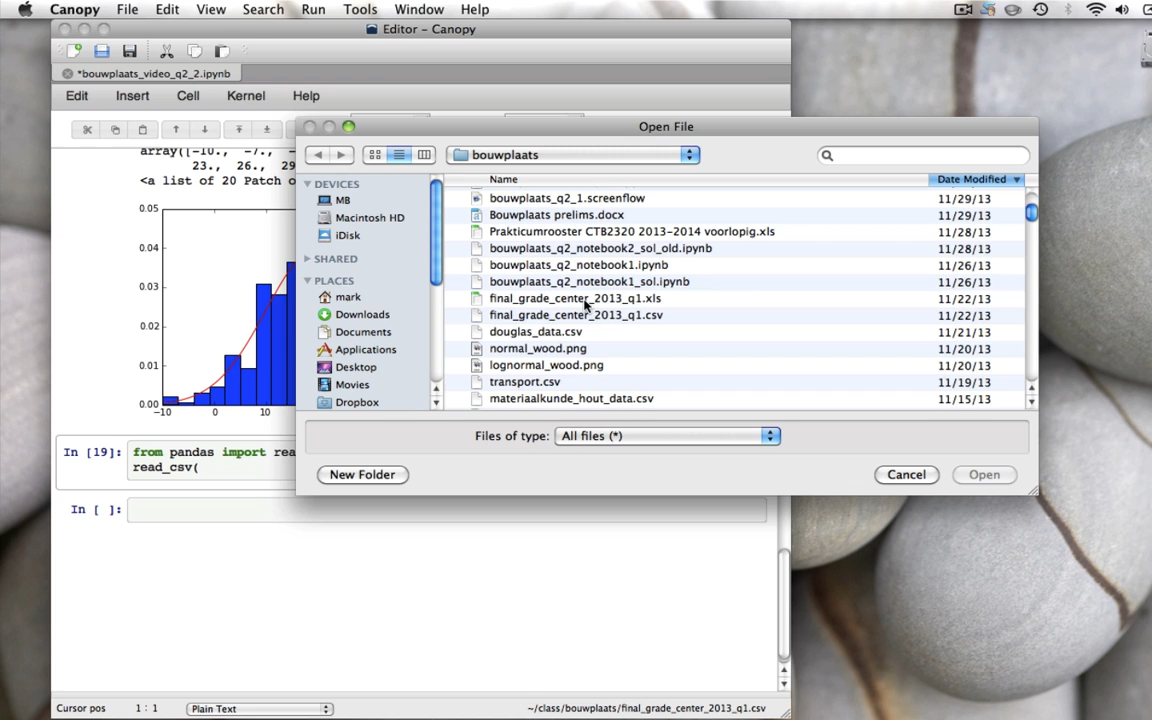 Canopy File Edit View Search Run Tools Window Help
Editor – Canopy
*bouwplaats_video_q2_2.ipynb
Edit Insert Cell Kernel Help
Open File
bouwplaats
Name Date Modified
DEVICES
MB
Macintosh HD
iDisk
SHARED
PLACES
mark
Downloads
Documents
Applications
Desktop
Movies
Dropbox
bouwplaats_q2_1.screenflow 11/29/13
Bouwplaats prelims.docx 11/29/13
Prakticumrooster CTB2320 2013-2014 voorlopig.xls 11/28/13
bouwplaats_q2_notebook2_sol_old.ipynb 11/28/13
bouwplaats_q2_notebook1.ipynb 11/26/13
bouwplaats_q2_notebook1_sol.ipynb 11/26/13
final_grade_center_2013_q1.xls 11/22/13
final_grade_center_2013_q1.csv 11/22/13
douglas_data.csv 11/21/13
normal_wood.png 11/20/13
lognormal_wood.png 11/20/13
transport.csv 11/19/13
materiaalkunde_hout_data.csv 11/15/13
Files of type: All files (*)
New Folder Cancel Open
array([-10., -7.,
23., 26., 29
<a list of 20 Patch o
0.05
0.04
0.03
0.02
0.01
0.00
−10 0 10
In [19]: from pandas import rea
read_csv(
In [ ]:
Cursor pos 1 : 1 Plain Text ~/class/bouwplaats/final_grade_center_2013_q1.csv